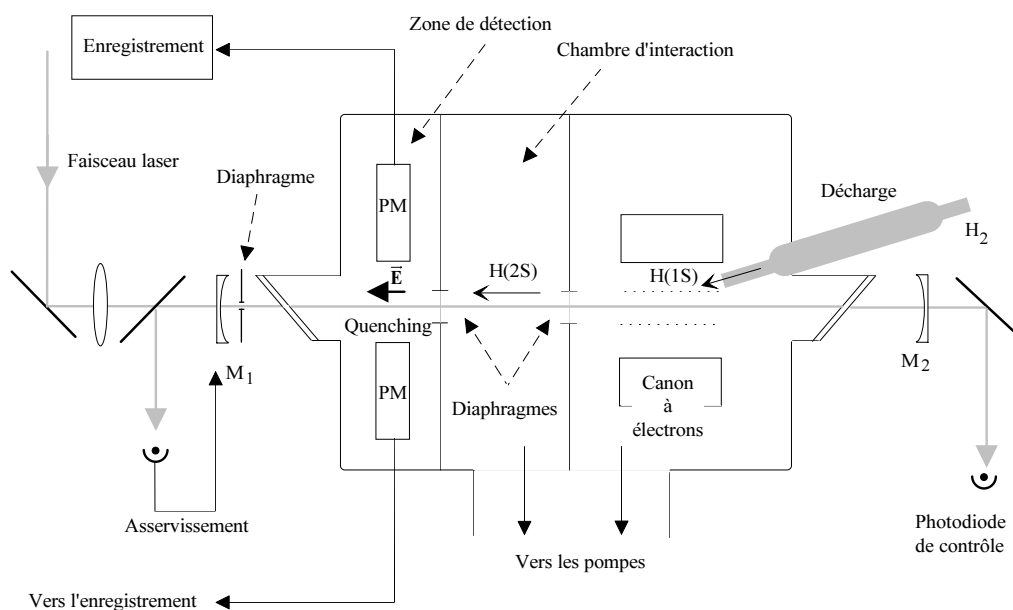 Enregistrement
Zone de détection
Chambre d'interaction
Faisceau laser
Diaphragme
PM
Décharge
H2
E
H(2S)
H(1S)
Quenching
M1
PM
Diaphragmes
Canon
à
électrons
M2
Asservissement
Vers les pompes
Photodiode
de contrôle
Vers l'enregistrement